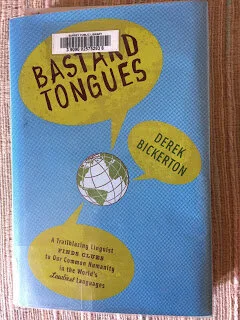 BASTARD
TONGUES
DEREK
BICKERTON
A Trailblazing Linguist
FINDS CLUES
to Our Common Humanity
in the World's
Lowliest Languages